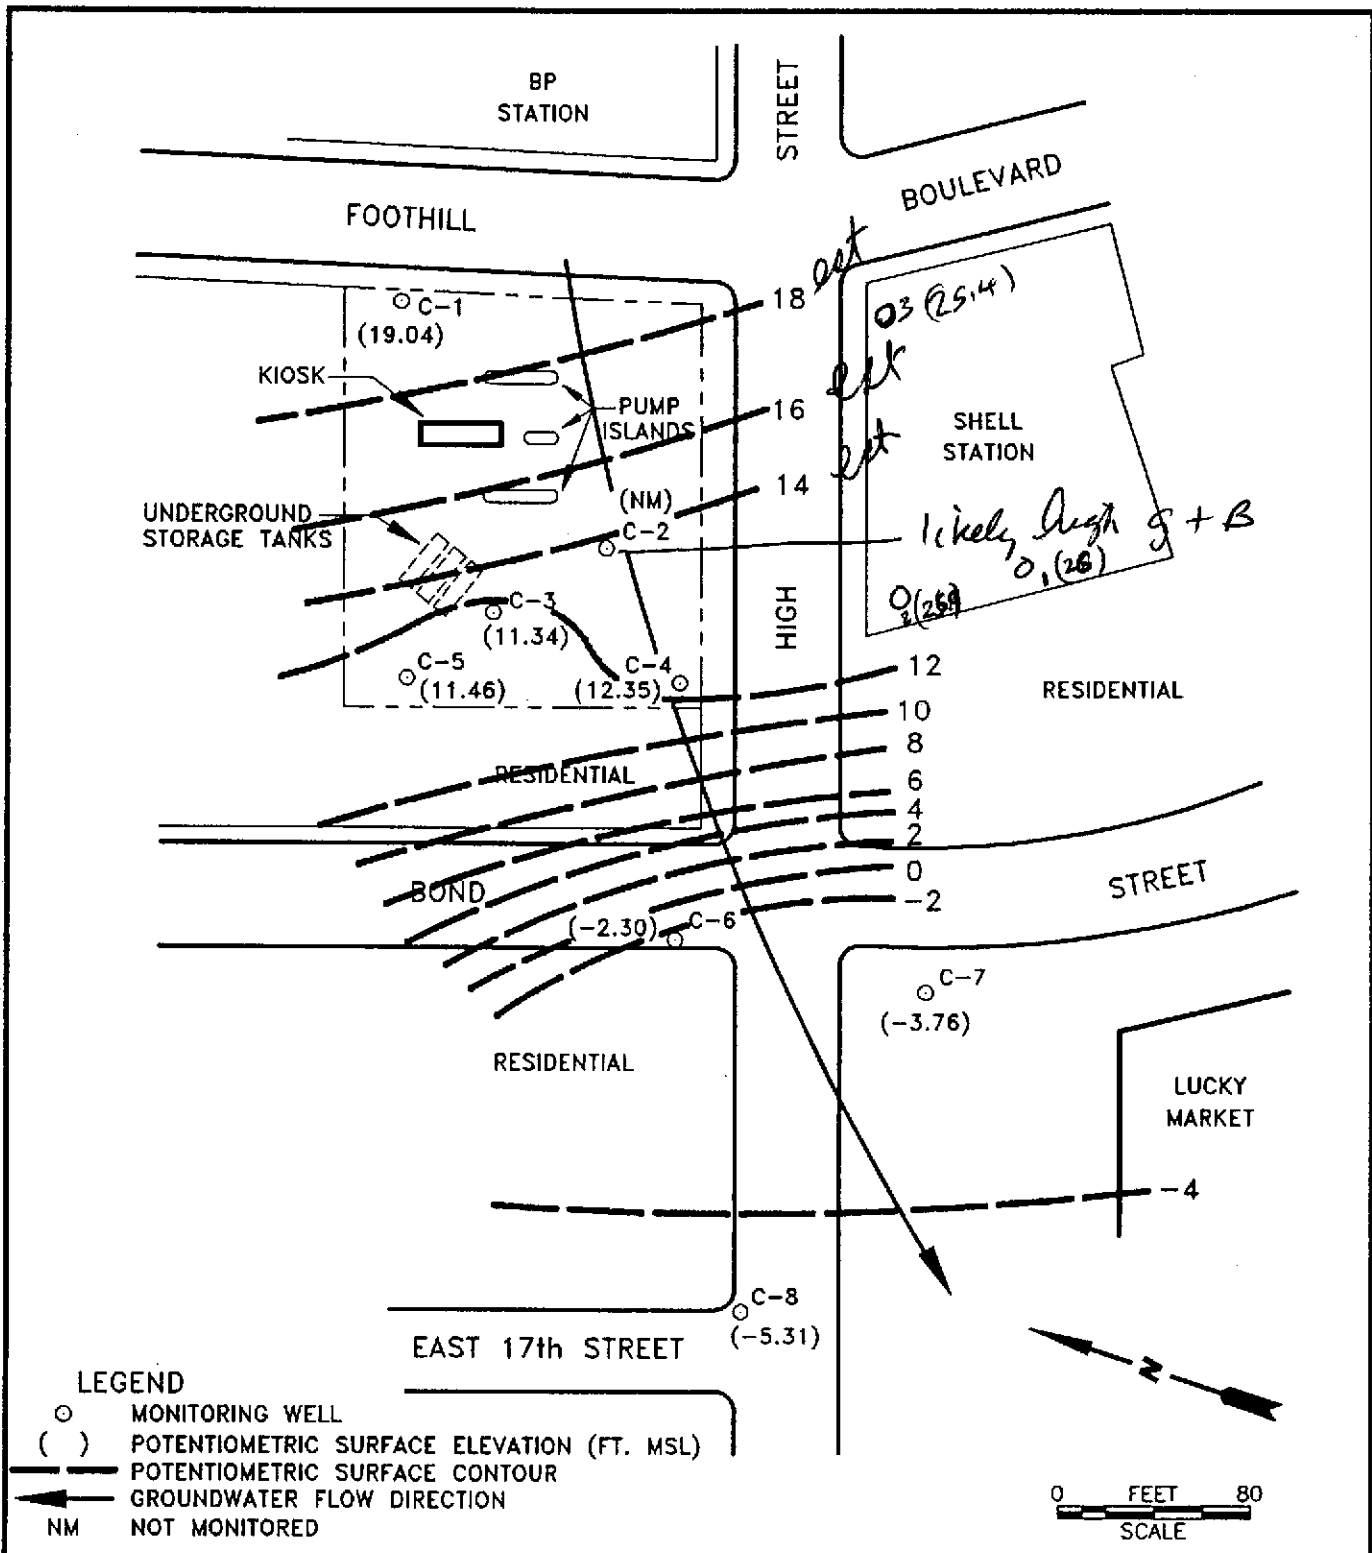 BP
STATION
STREET
BOULEVARD
FOOTHILL
est
18
C-1
(19.04)
O3 (25.4)
KIOSK
est
PUMP
ISLANDS
16
SHELL
STATION
est
14
(NM)
UNDERGROUND
STORAGE TANKS
C-2
likely high g + B
C-3
(11.34)
HIGH
C-5
(11.46)
C-4
(12.35)
12
RESIDENTIAL
10
8
RESIDENTIAL
6
4
2
0
-2
BOND
STREET
(-2.30)
C-6
C-7
(-3.76)
RESIDENTIAL
LUCKY
MARKET
-4
C-8
(-5.31)
EAST 17th STREET
N
LEGEND
MONITORING WELL
( ) POTENTIOMETRIC SURFACE ELEVATION (FT. MSL)
POTENTIOMETRIC SURFACE CONTOUR
GROUNDWATER FLOW DIRECTION
NM NOT MONITORED
0 FEET 80
SCALE